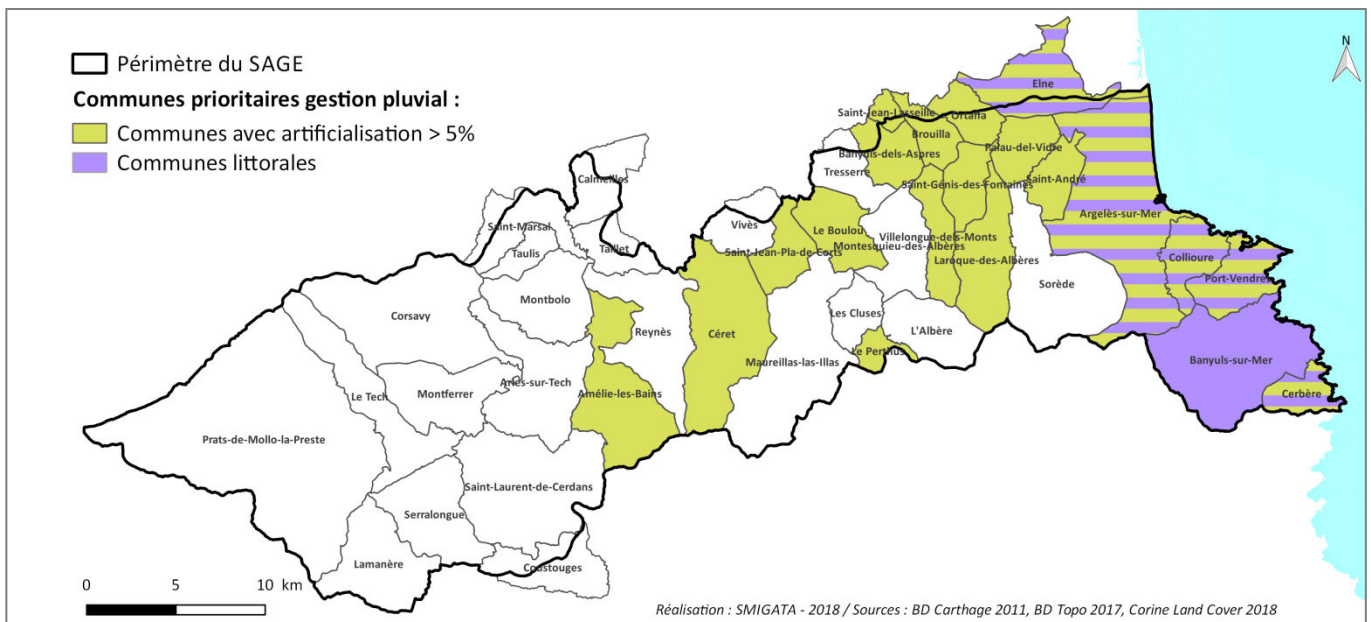 Périmètre du SAGE
Communes prioritaires gestion pluvial :
Communes avec artificialisation > 5%
Communes littorales
N
Elne
Saint-Jean-Lasseille
Ortaffa
Brouilla
Banyuls-dels-Aspres
Palau-del-Vidre
Tresserre
Calmeilles
Saint-Génis-des-Fontaines
Saint-André
Argelès-sur-Mer
Saint-Marsal
Vivès
Le Boulou
Villelongue-dels-Monts
Taulis
Taillet
Saint-Jean-Pla-de-Corts
Montesquieu-des-Albères
Collioure
Laroque-des-Albères
Port-Vendres
Montbolo
Sorède
Corsavy
Les Cluses
Reynès
Céret
L'Albère
Le Perthus
Maureillas-las-Illas
Banyuls-sur-Mer
Arles-sur-Tech
Montferrer
Amélie-les-Bains
Cerbère
Le Tech
Prats-de-Mollo-la-Preste
Saint-Laurent-de-Cerdans
Serralongue
Lamanère
Coustouges
0 5 10 km
Réalisation : SMIGATA - 2018 / Sources : BD Carthage 2011, BD Topo 2017, Corine Land Cover 2018